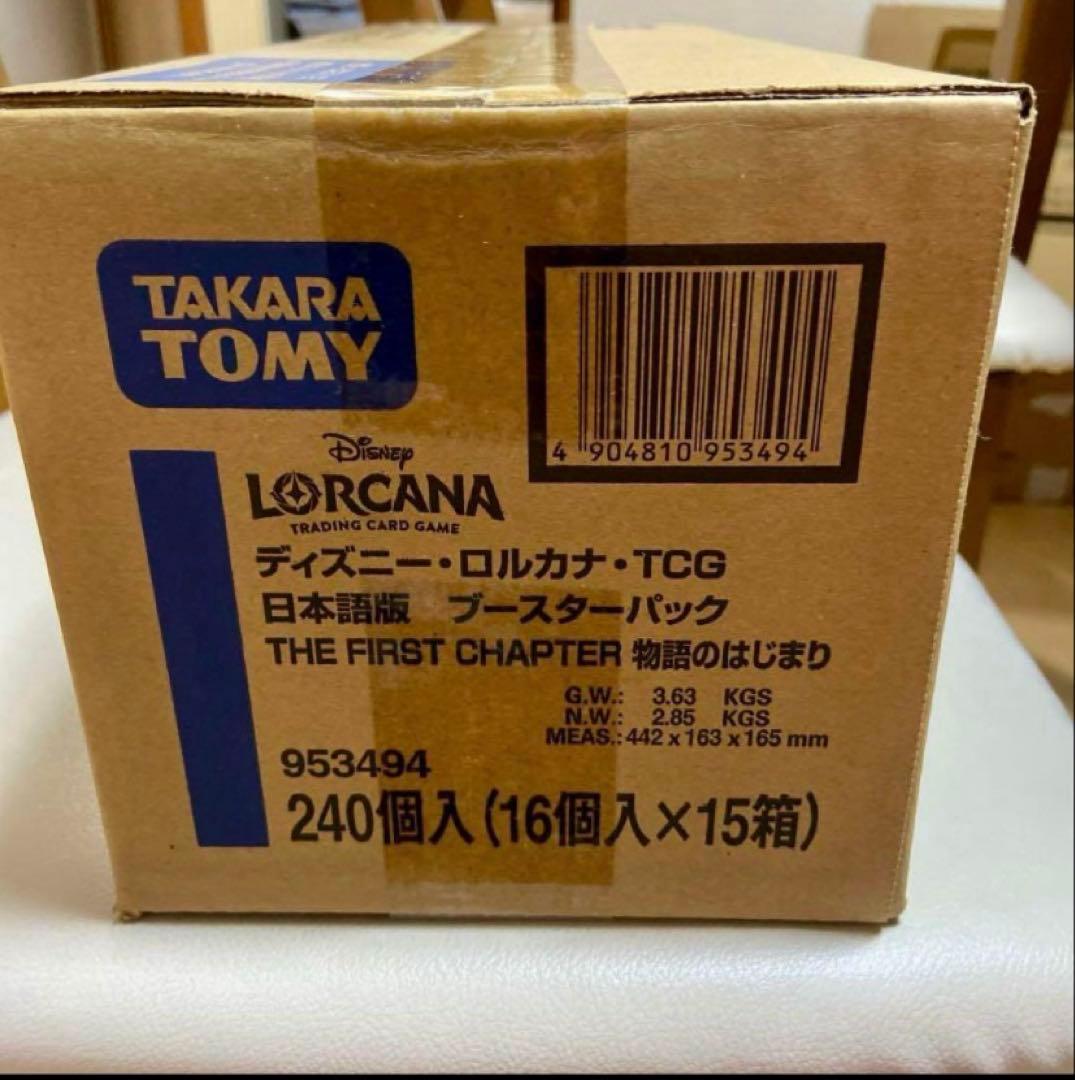 TAKARA
TOMY
4 904810 953494
Disney
LORCANA
TRADING CARD GAME
ディズニー・ロルカナ・TCG
日本語版 ブースターパック
THE FIRST CHAPTER 物語のはじまり
G.W.: 3.63 KGS
N.W.: 2.85 KGS
MEAS.: 442 x 163 x 165 mm
953494
240個入(16個入×15箱)